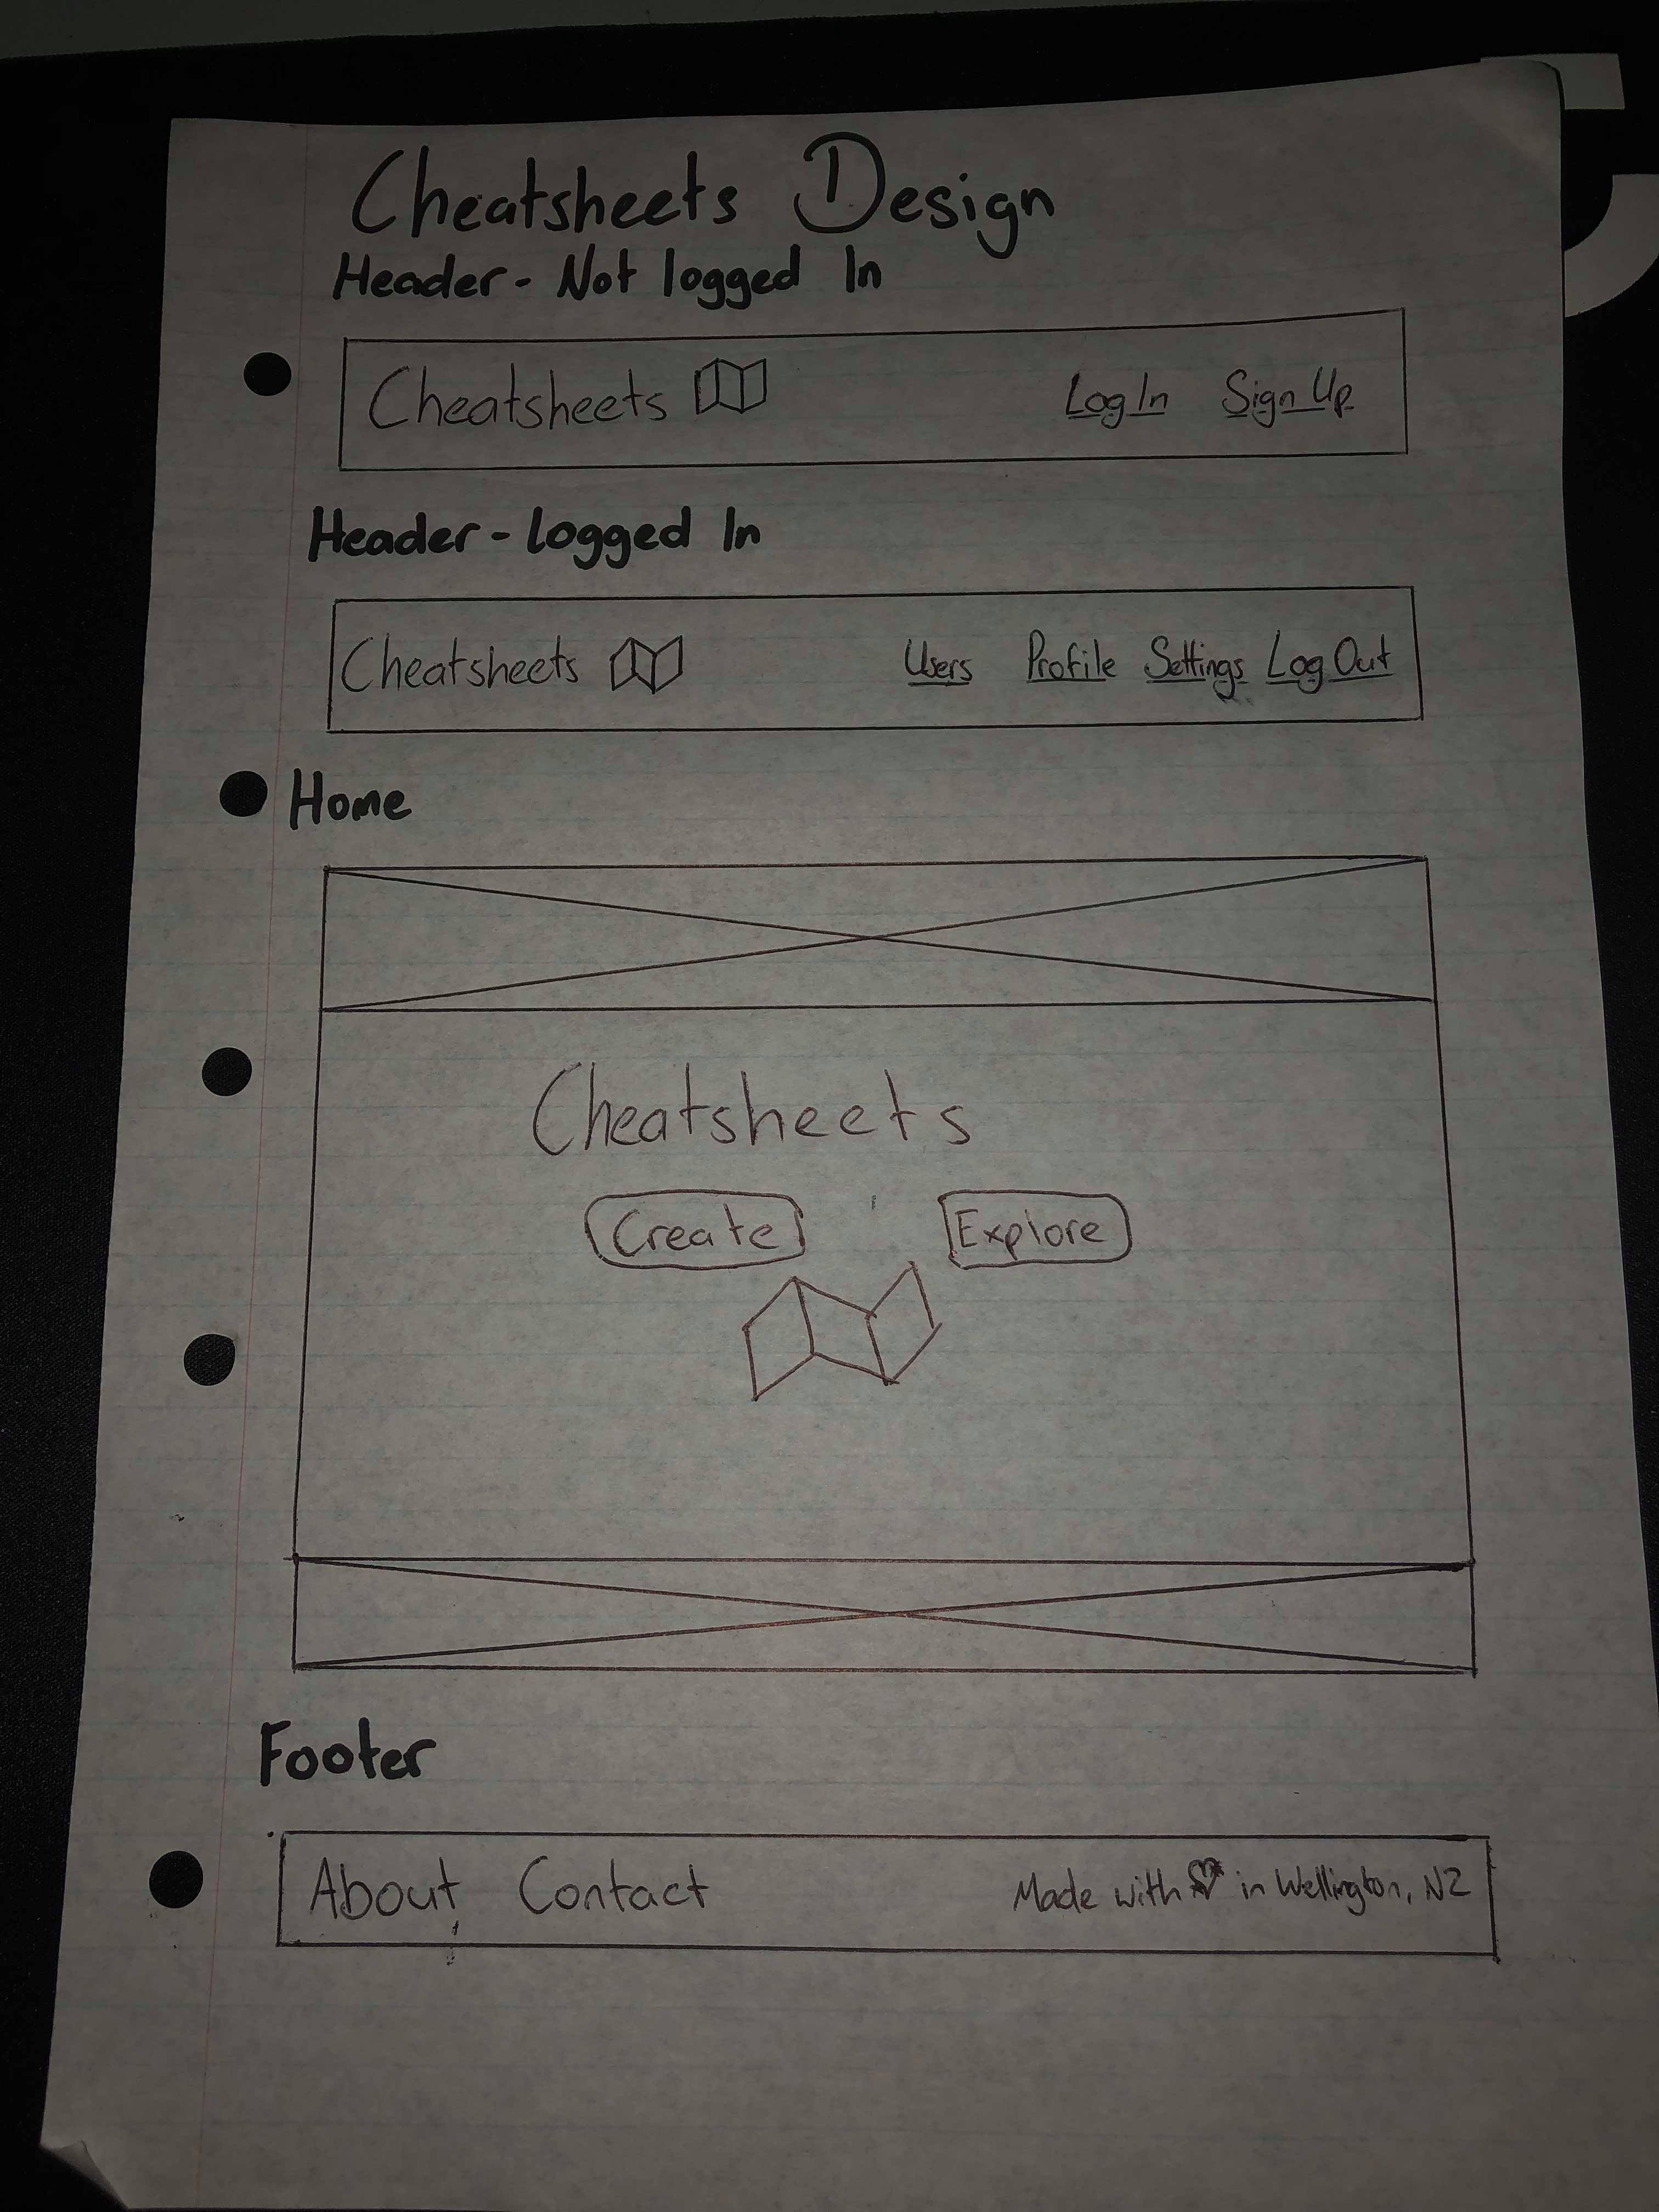 Cheatsheets Design
Header - Not logged In
Cheatsheets Log In Sign Up
Header - logged In
Cheatsheets Users Profile Settings Log Out
Home
Cheatsheets
Create Explore
Footer
About Contact Made with in Wellington, NZ